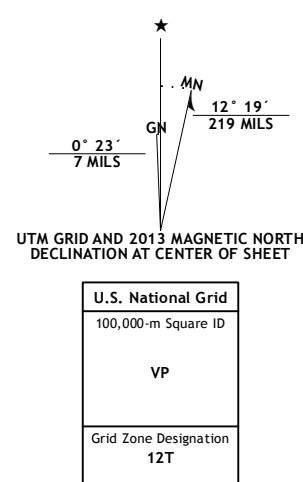 ★
MN
GN
12° 19´
219 MILS
0° 23´
7 MILS
UTM GRID AND 2013 MAGNETIC NORTH
DECLINATION AT CENTER OF SHEET
U.S. National Grid
100,000-m Square ID
VP
Grid Zone Designation
12T